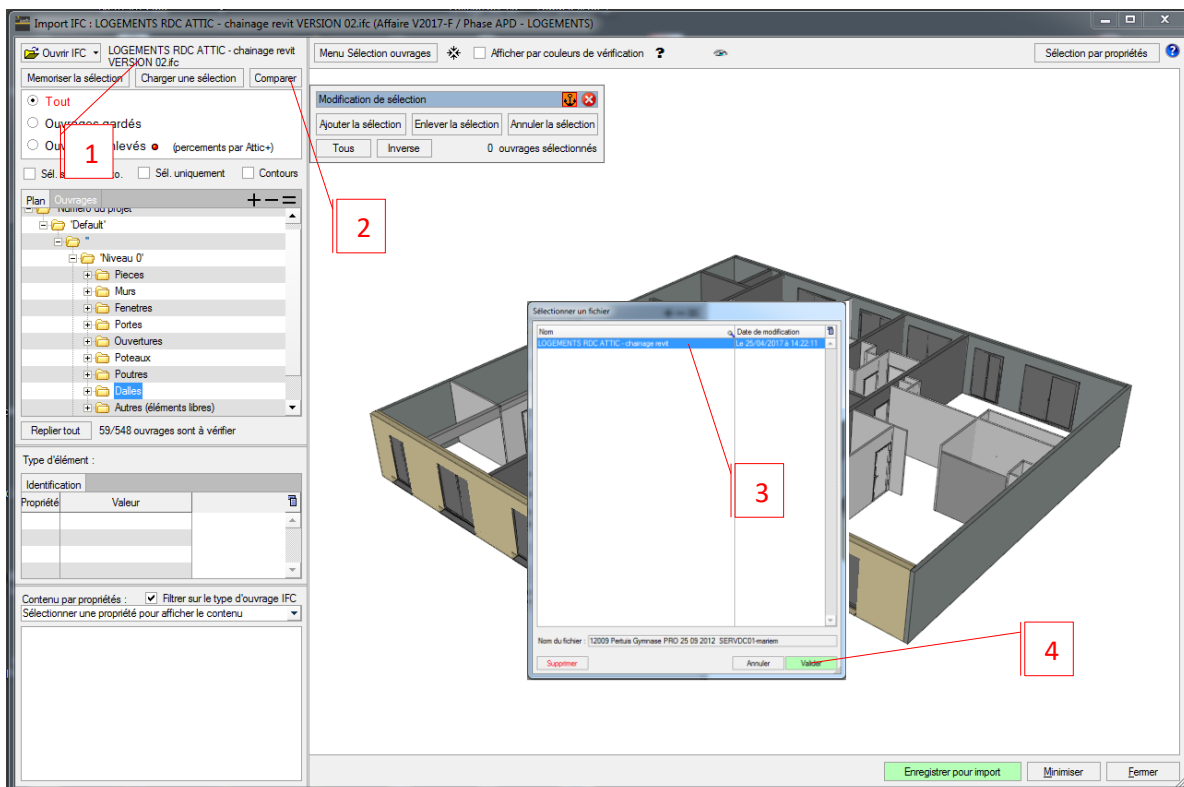 Import IFC : LOGEMENTS RDC ATTIC - chainage revit VERSION 02.ifc (Affaire V2017-F / Phase APD - LOGEMENTS)
Ouvrir IFC
LOGEMENTS RDC ATTIC - chainage revit
VERSION 02.ifc
Menu Sélection ouvrages
Afficher par couleurs de vérification ?
Sélection par propriétés
Memoriser la sélection
Charger une sélection
Comparer
Tout
Ouvrages gardés
(percements par Attic+)
1
Sél. uniquement
Contours
Modification de sélection
Ajouter la sélection
Enlever la sélection
Annuler la sélection
Tous
Inverse
0 ouvrages sélectionnés
Plan
Ouvrages
2
Numéro du projet
'Default'
''
'Niveau 0'
Pieces
Murs
Fenetres
Portes
Ouvertures
Poteaux
Poutres
Dalles
Autres (éléments libres)
Replier tout
59/548 ouvrages sont à vérifier
Type d'élément :
Identification
Propriété
Valeur
Contenu par propriétés :
Filtrer sur le type d'ouvrage IFC
Sélectionner une propriété pour afficher le contenu
Sélectionner un fichier
Nom
Date de modification
LOGEMENTS RDC ATTIC - chainage revit
Le 25/04/2017 à 14:22:11
3
Nom du fichier :
12009 Pertuis Gymnase PRO 25 09 2012 SERVDC01-mariem
Supprimer
Annuler
Valider
4
Enregistrer pour import
Minimiser
Fermer